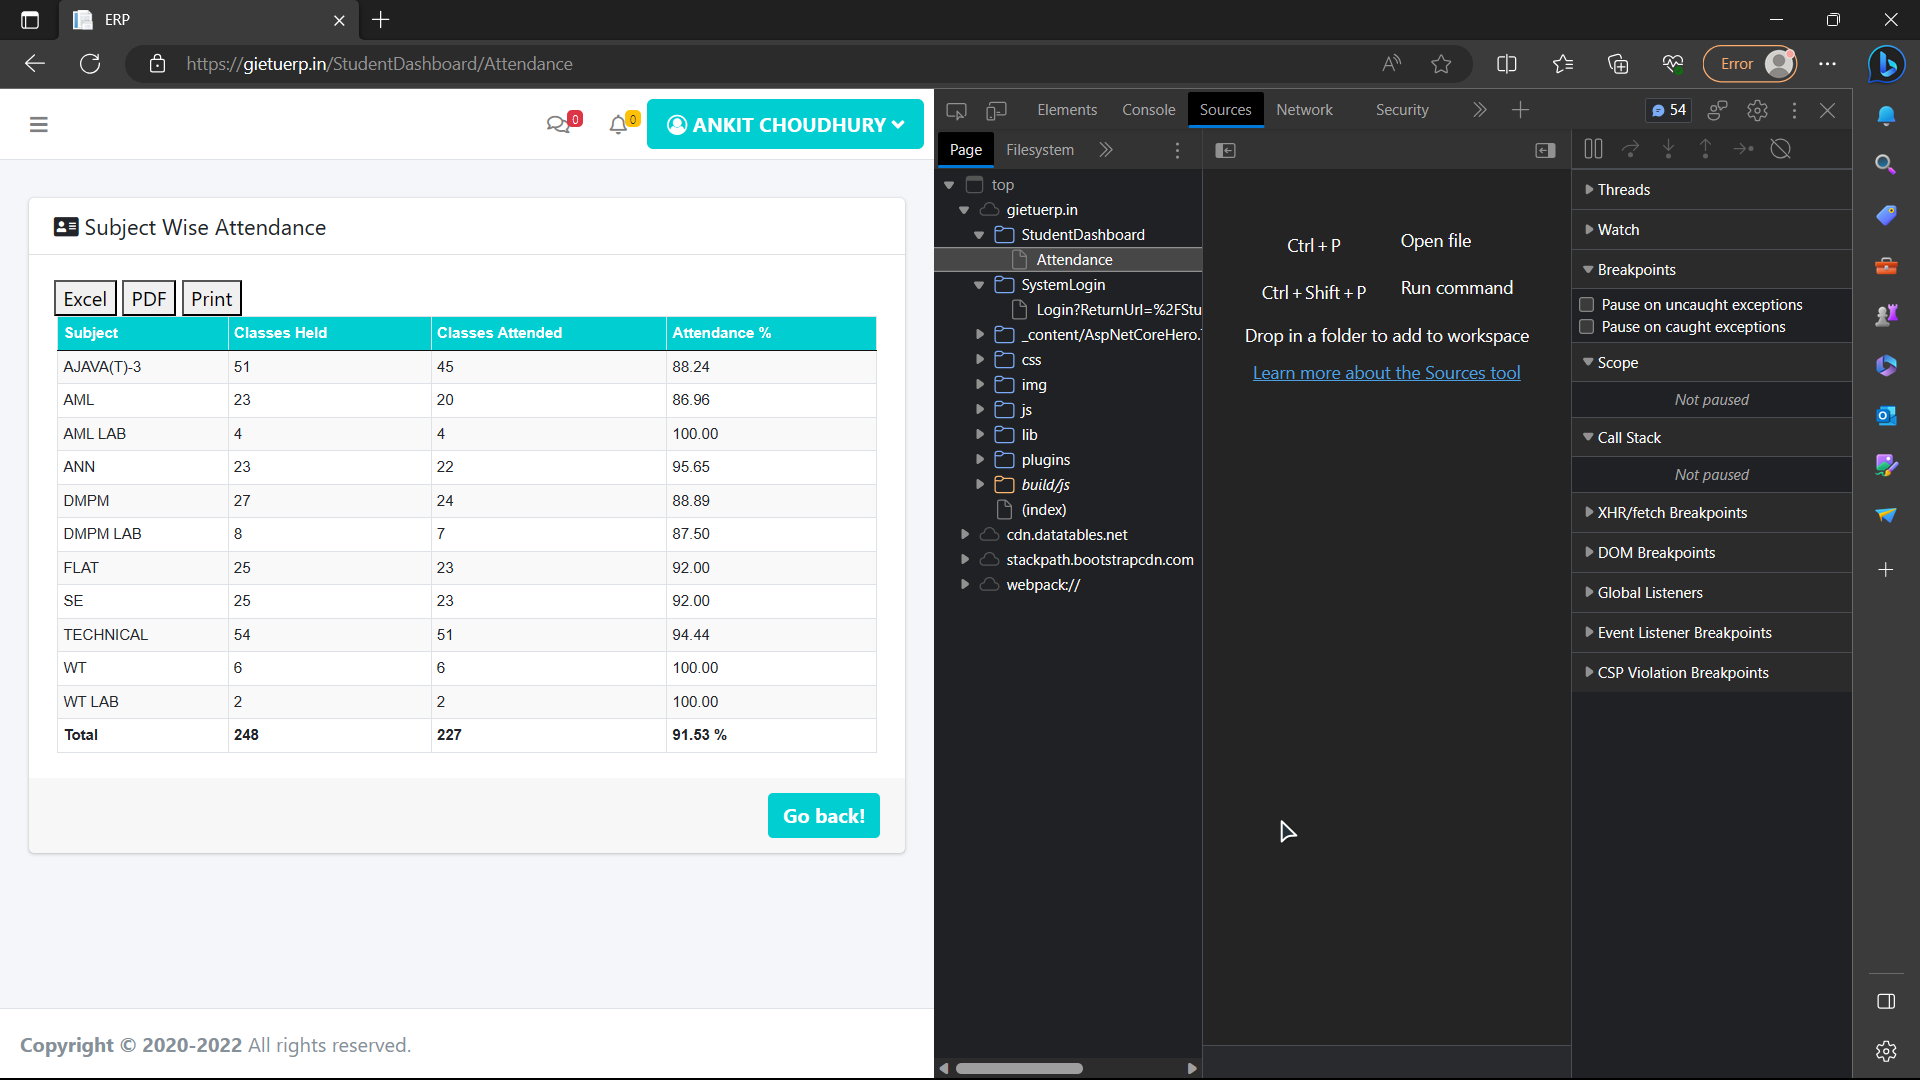 ERP
https://gietuerp.in/StudentDashboard/Attendance
Error
0
0
ANKIT CHOUDHURY
Subject Wise Attendance
Excel PDF Print
Subject Classes Held Classes Attended Attendance %
AJAVA(T)-3 51 45 88.24
AML 23 20 86.96
AML LAB 4 4 100.00
ANN 23 22 95.65
DMPM 27 24 88.89
DMPM LAB 8 7 87.50
FLAT 25 23 92.00
SE 25 23 92.00
TECHNICAL 54 51 94.44
WT 6 6 100.00
WT LAB 2 2 100.00
Total 248 227 91.53 %
Go back!
Copyright © 2020-2022 All rights reserved.
Elements Console Sources Network Security 54
Page Filesystem
top
gietuerp.in
StudentDashboard
Attendance
SystemLogin
Login?ReturnUrl=%2FStu
_content/AspNetCoreHero.
css
img
js
lib
plugins
build/js
(index)
cdn.datatables.net
stackpath.bootstrapcdn.com
webpack://
Ctrl + P Open file
Ctrl + Shift + P Run command
Drop in a folder to add to workspace
Learn more about the Sources tool
Threads
Watch
Breakpoints
Pause on uncaught exceptions
Pause on caught exceptions
Scope
Not paused
Call Stack
Not paused
XHR/fetch Breakpoints
DOM Breakpoints
Global Listeners
Event Listener Breakpoints
CSP Violation Breakpoints